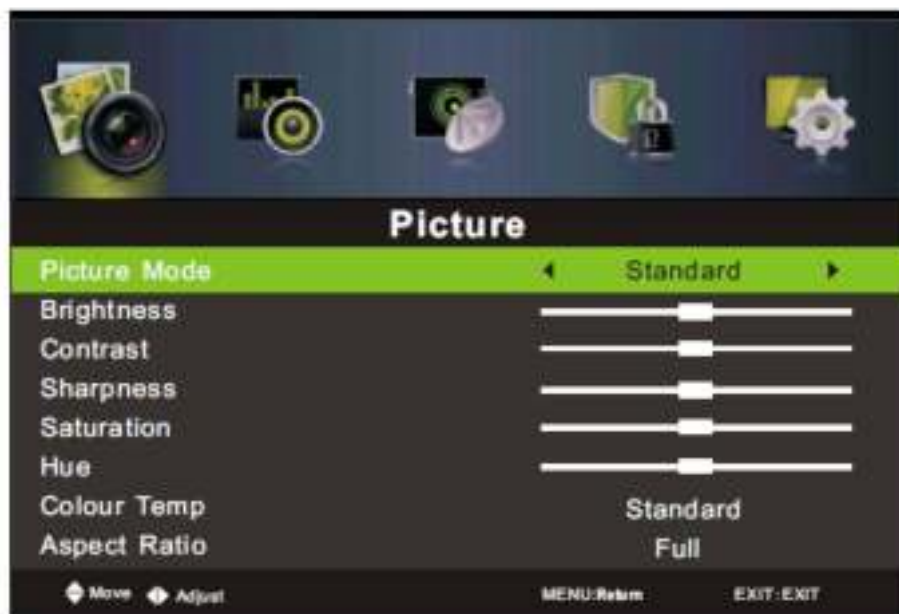 Picture
Picture Mode Standard
Brightness
Contrast
Sharpness
Saturation
Hue
Colour Temp Standard
Aspect Ratio Full
Move Adjust MENU:Return EXIT:EXIT